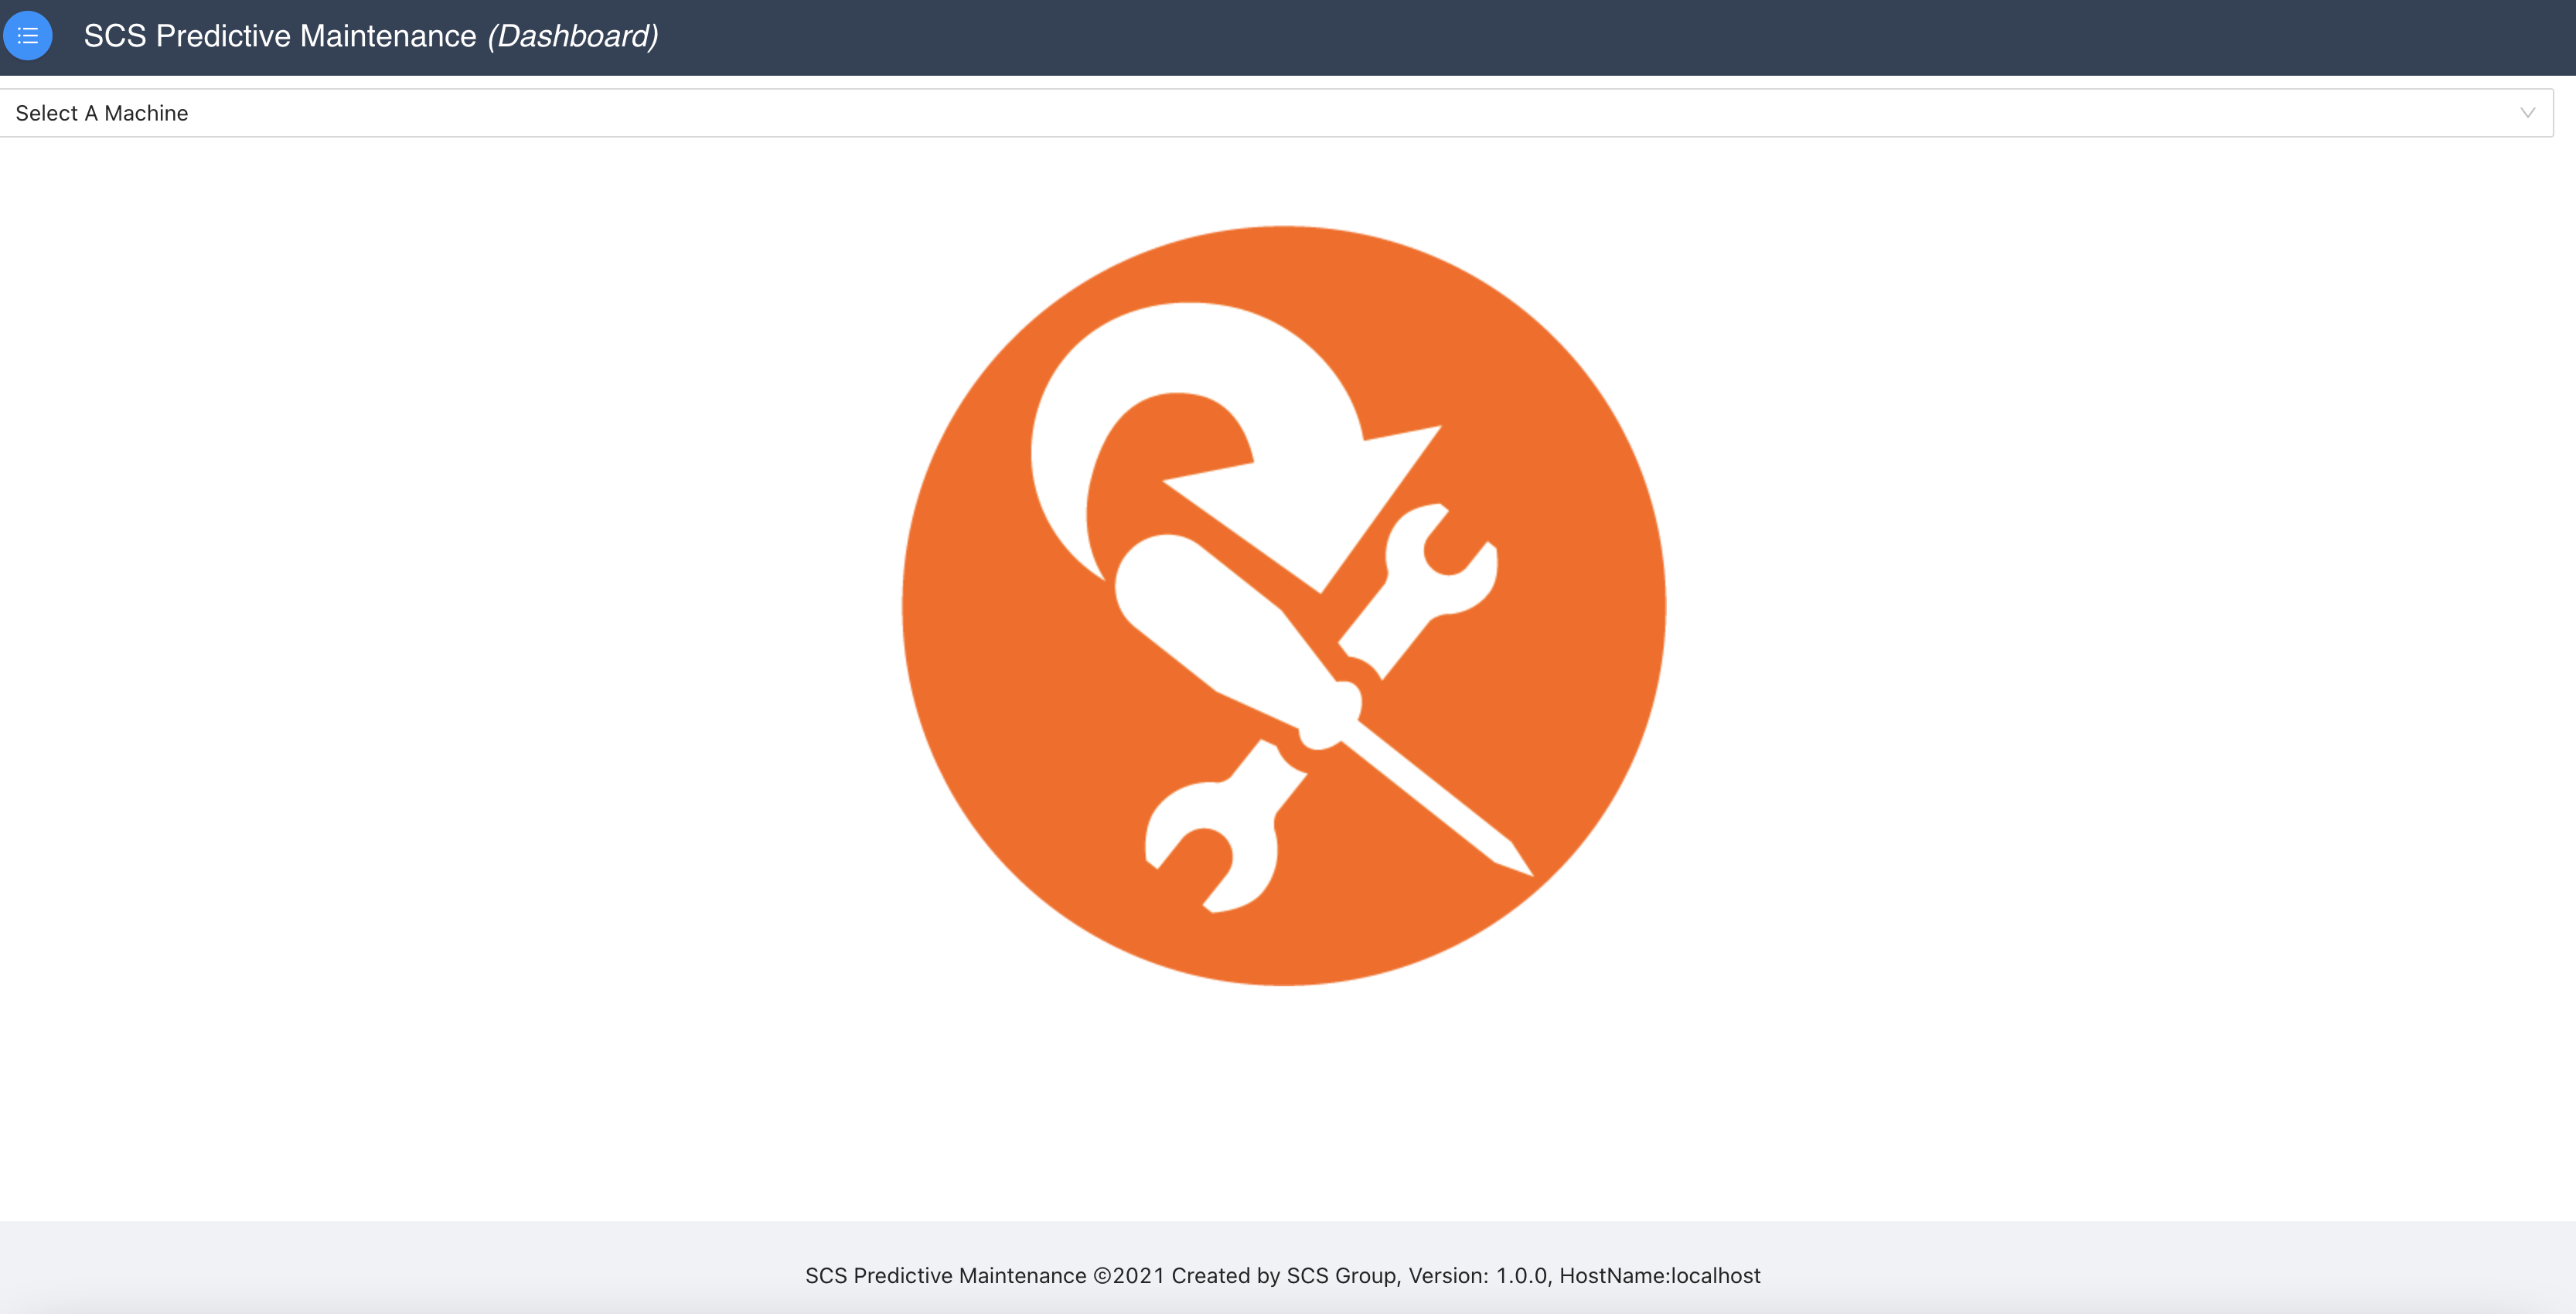 SCS Predictive Maintenance (Dashboard)
Select A Machine
SCS Predictive Maintenance ©2021 Created by SCS Group, Version: 1.0.0, HostName:localhost